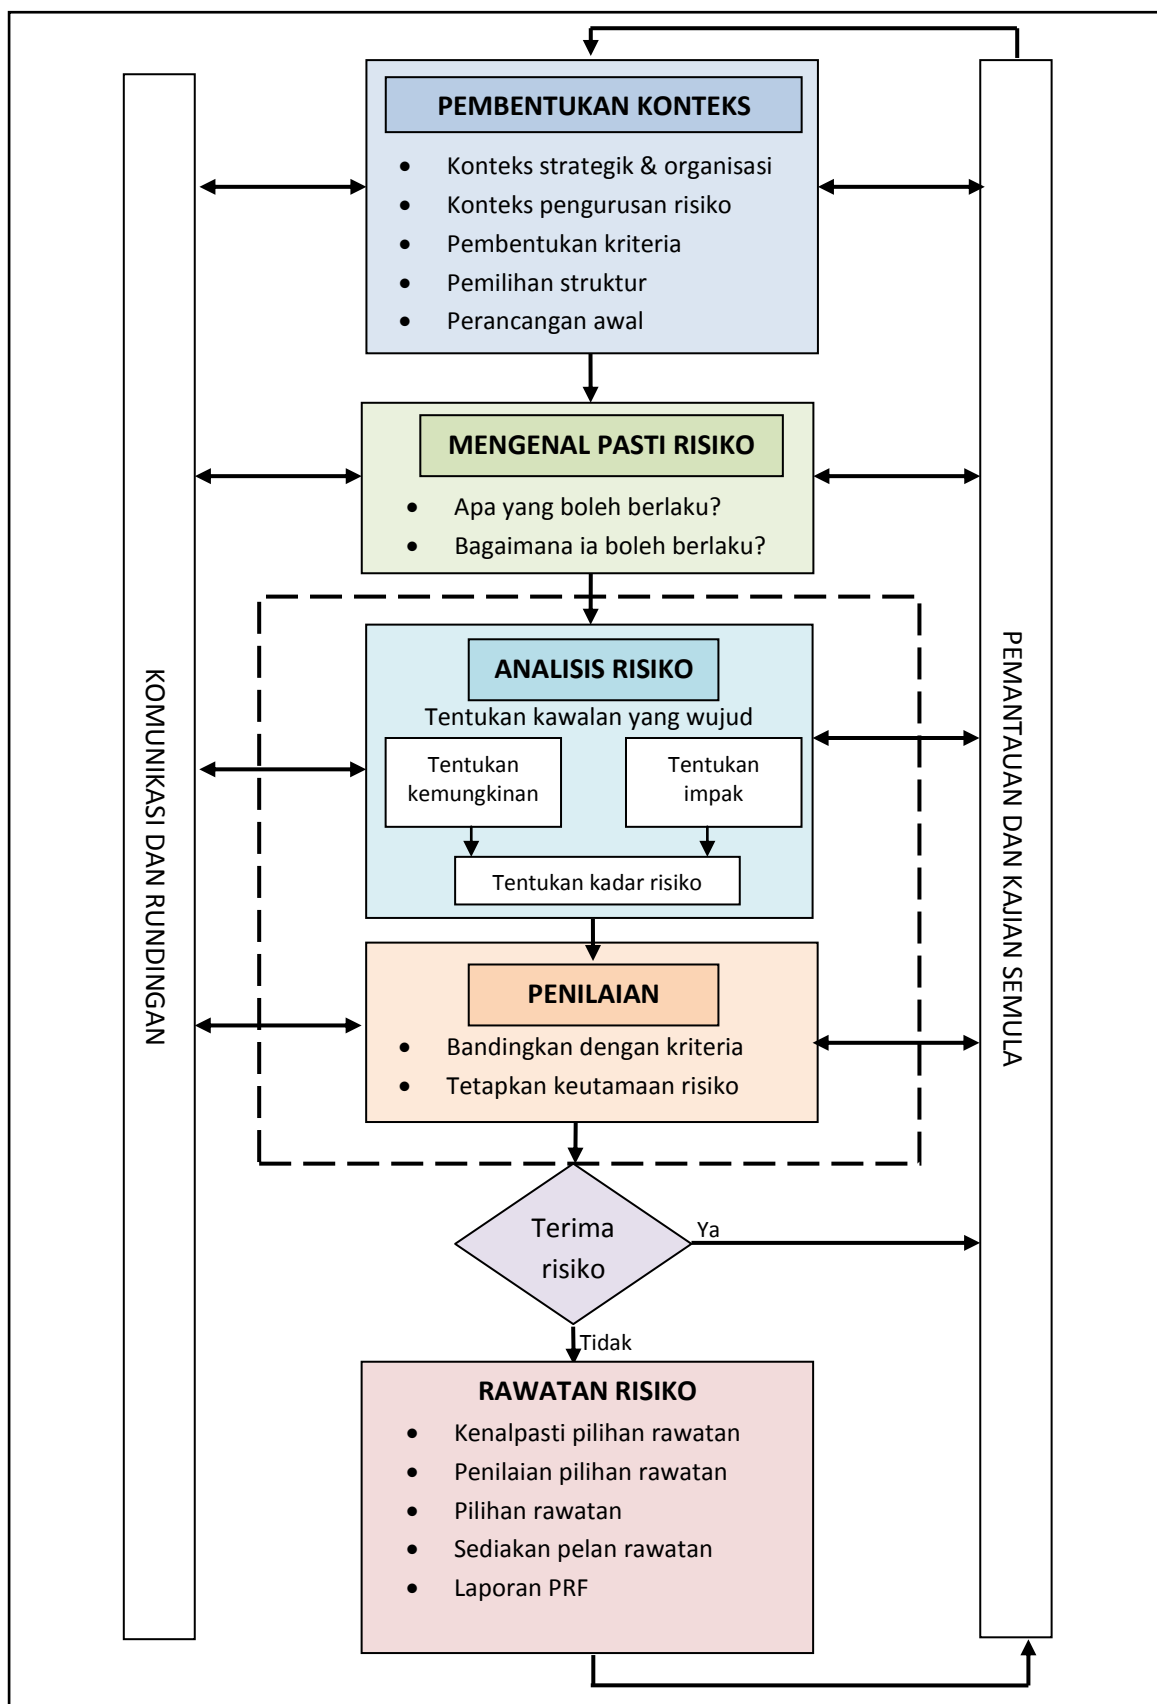 PEMBENTUKAN KONTEKS
• Konteks strategik & organisasi
• Konteks pengurusan risiko
• Pembentukan kriteria
• Pemilihan struktur
• Perancangan awal
MENGENAL PASTI RISIKO
• Apa yang boleh berlaku?
• Bagaimana ia boleh berlaku?
ANALISIS RISIKO
Tentukan kawalan yang wujud
Tentukan
kemungkinan
Tentukan
impak
Tentukan kadar risiko
PENILAIAN
• Bandingkan dengan kriteria
• Tetapkan keutamaan risiko
Terima
risiko
Ya
Tidak
RAWATAN RISIKO
• Kenalpasti pilihan rawatan
• Penilaian pilihan rawatan
• Pilihan rawatan
• Sediakan pelan rawatan
• Laporan PRF
KOMUNIKASI DAN RUNDINGAN
PEMANTAUAN DAN KAJIAN SEMULA